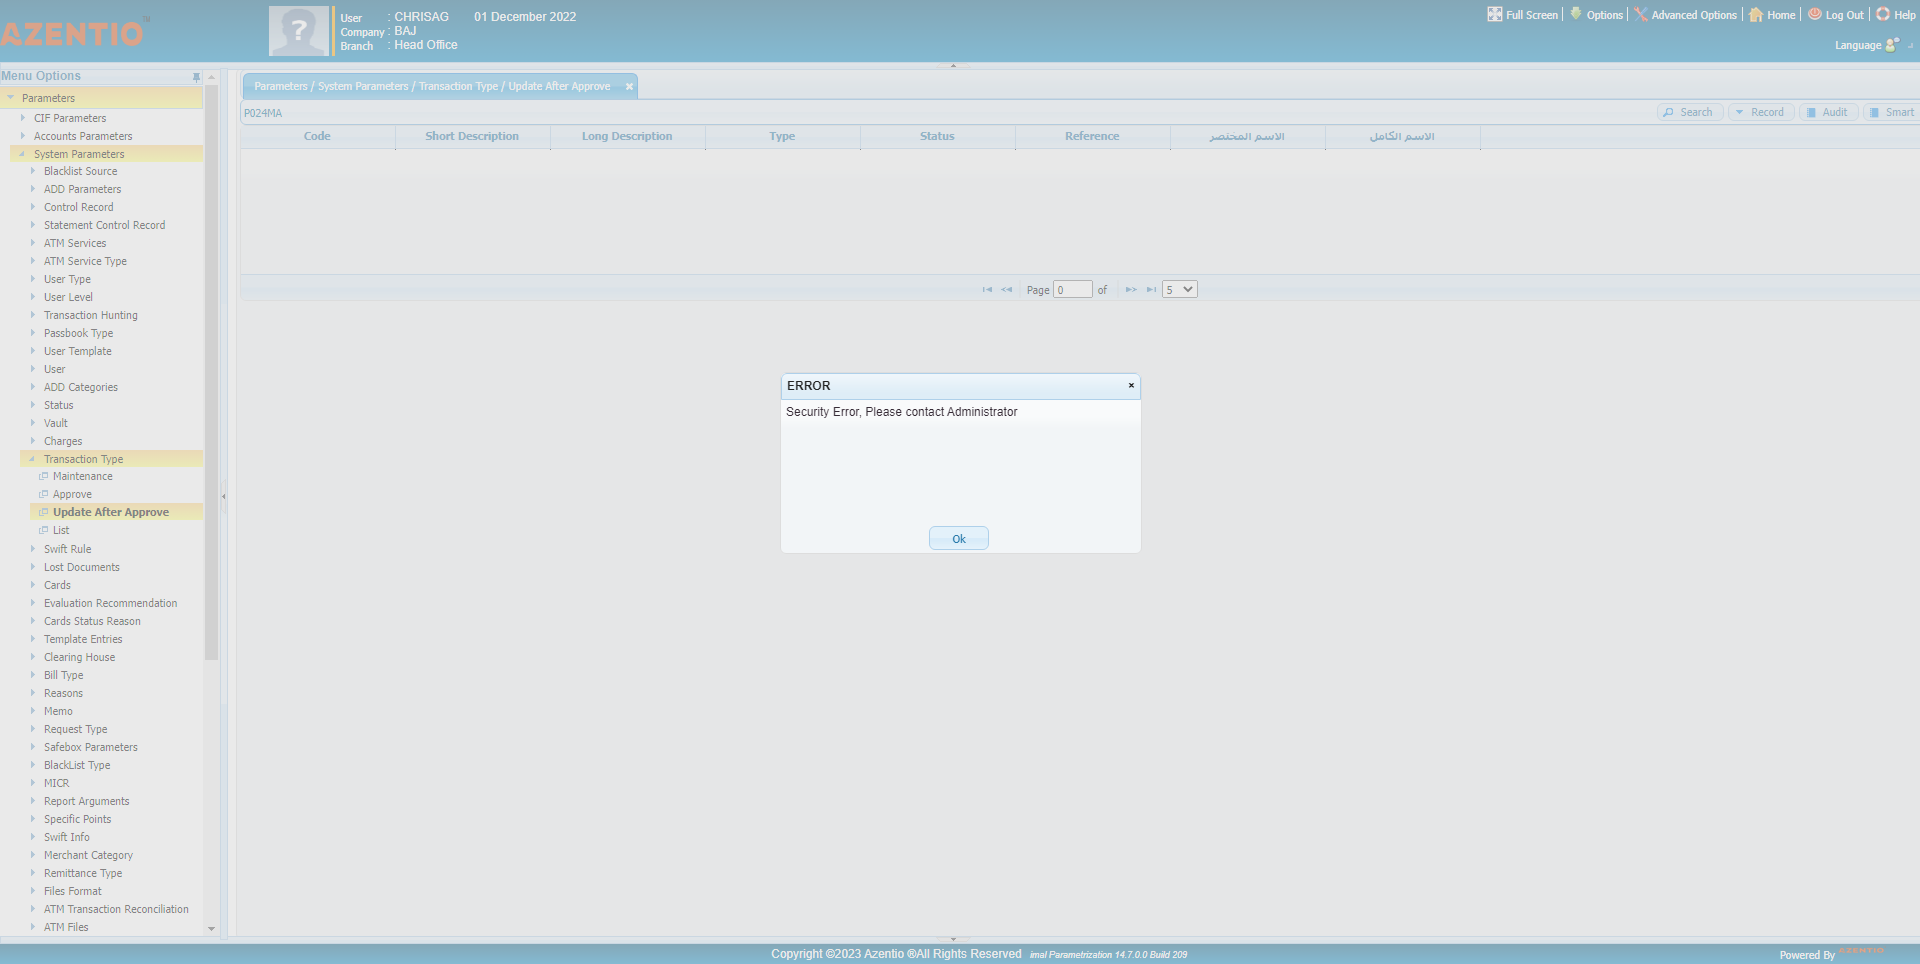 AZENTIO TM
User : CHRISAG 01 December 2022
Company : BAJ
Branch : Head Office
Full Screen Options Advanced Options Home Log Out Help
Language
Menu Options
Parameters
CIF Parameters
Accounts Parameters
System Parameters
Blacklist Source
ADD Parameters
Control Record
Statement Control Record
ATM Services
ATM Service Type
User Type
User Level
Transaction Hunting
Passbook Type
User Template
User
ADD Categories
Status
Vault
Charges
Transaction Type
Maintenance
Approve
Update After Approve
List
Swift Rule
Lost Documents
Cards
Evaluation Recommendation
Cards Status Reason
Template Entries
Clearing House
Bill Type
Reasons
Memo
Request Type
Safebox Parameters
BlackList Type
MICR
Report Arguments
Specific Points
Swift Info
Merchant Category
Remittance Type
Files Format
ATM Transaction Reconciliation
ATM Files
Parameters / System Parameters / Transaction Type / Update After Approve
P024MA
Search Record Audit Smart
Code Short Description Long Description Type Status Reference الاسم المختصر الاسم الكامل
Page 0 of 5
ERROR
Security Error, Please contact Administrator
Ok
Copyright ©2023 Azentio ®All Rights Reserved imal Parametrization 14.7.0.0 Build 209
Powered By AZENTIO